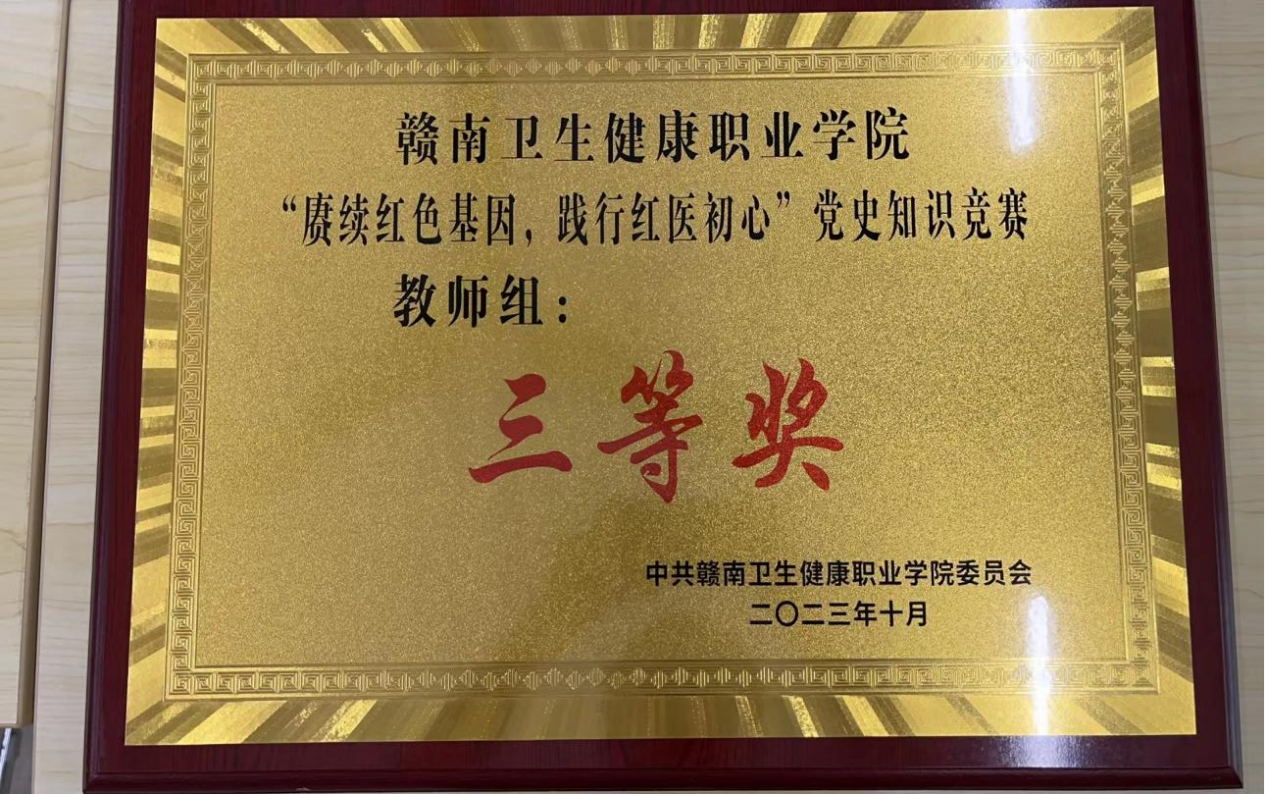 赣南卫生健康职业学院
“赓续红色基因，践行红医初心”党史知识竞赛
教师组：
三等奖
中共赣南卫生健康职业学院委员会
二〇二三年十月